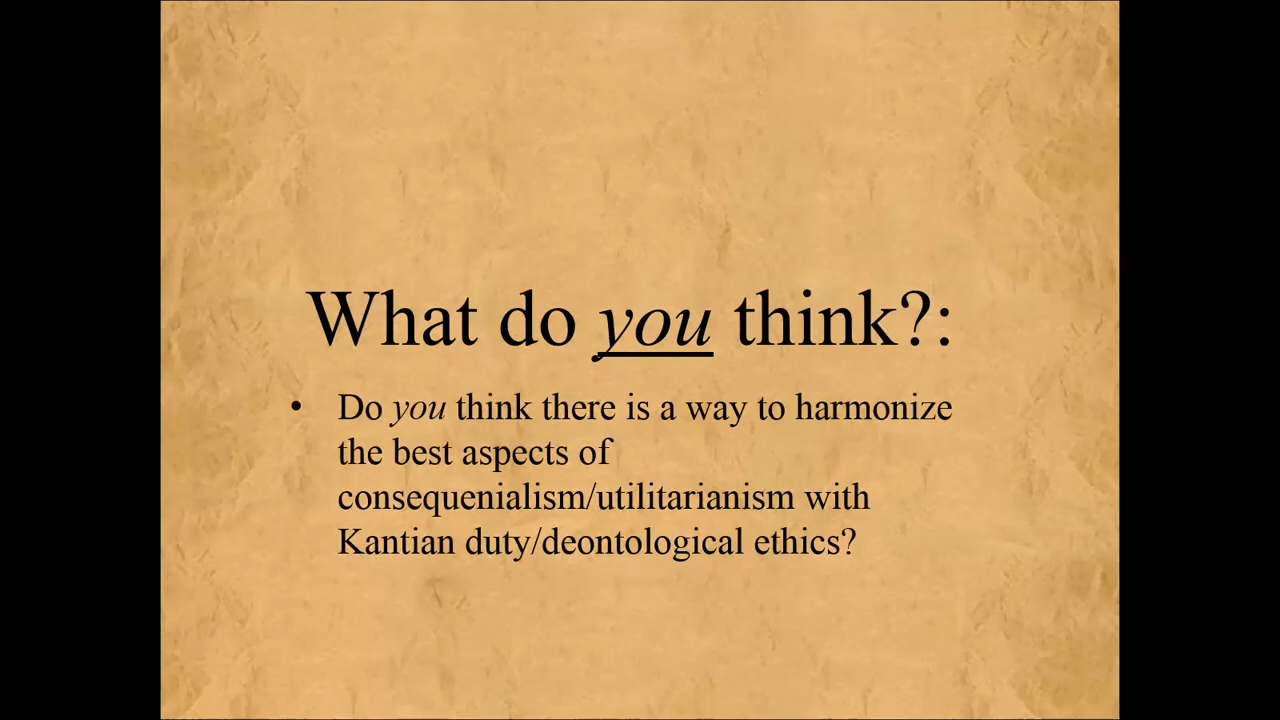 What do you think?:
• Do you think there is a way to harmonize
the best aspects of
consequenialism/utilitarianism with
Kantian duty/deontological ethics?